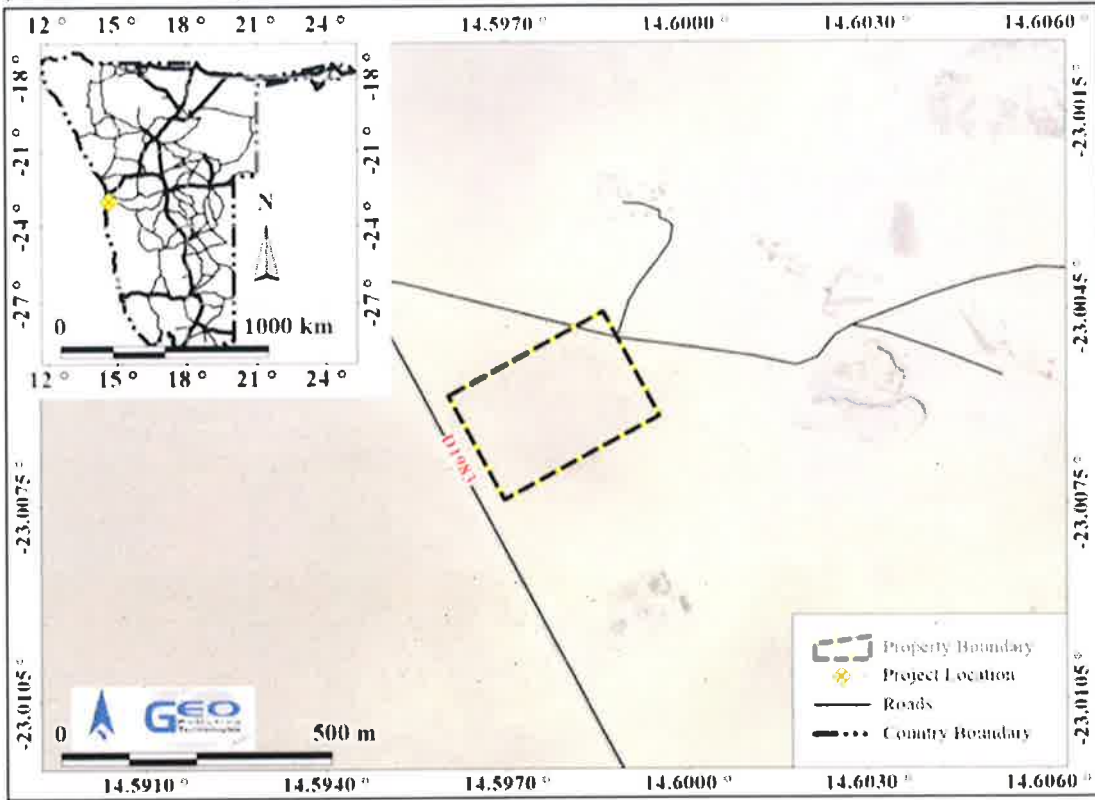 12 ° 15 ° 18 ° 21 ° 24 ° 14.5970 ° 14.6000 ° 14.6030 ° 14.6060 °
-18 ° -18 °
-21 ° -21 °
-24 ° -24 °
-27 ° -27 °
N
0 1000 km
12 ° 15 ° 18 ° 21 ° 24 °
-23.0015 °
-23.0045 °
-23.0075 ° -23.0075 °
-23.0105 ° -23.0105 °
D1983
Property Boundary
Project Location
Roads
Country Boundary
GEO
Pollution
Technologies
0 500 m
14.5910 ° 14.5940 ° 14.5970 ° 14.6000 ° 14.6030 ° 14.6060 °